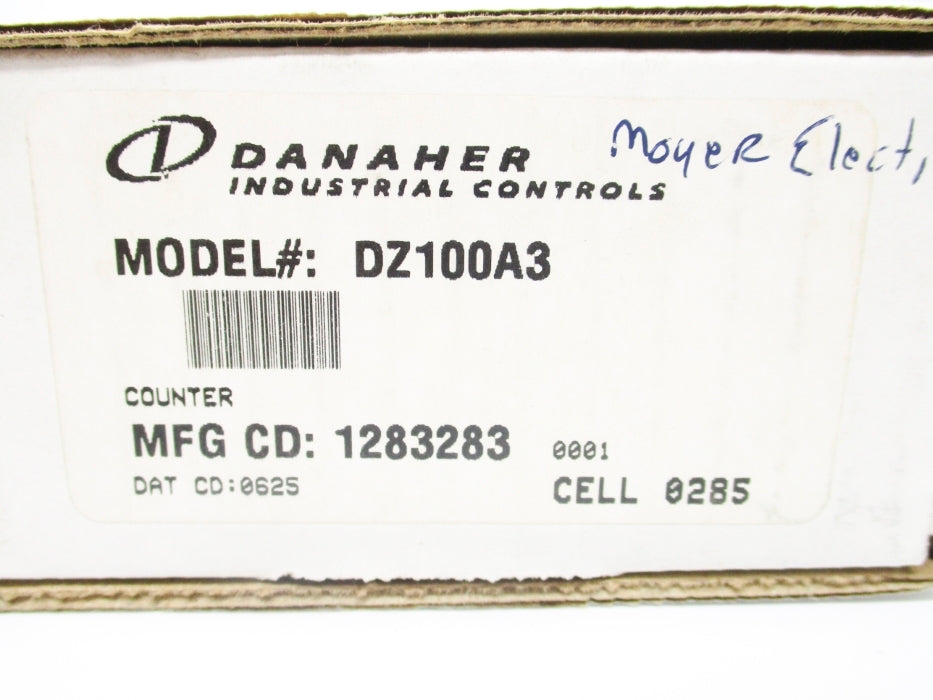 DANAHER
INDUSTRIAL CONTROLS
Moyer Elect,
MODEL#: DZ100A3
COUNTER
MFG CD: 1283283 0001
DAT CD:0625
CELL 0285